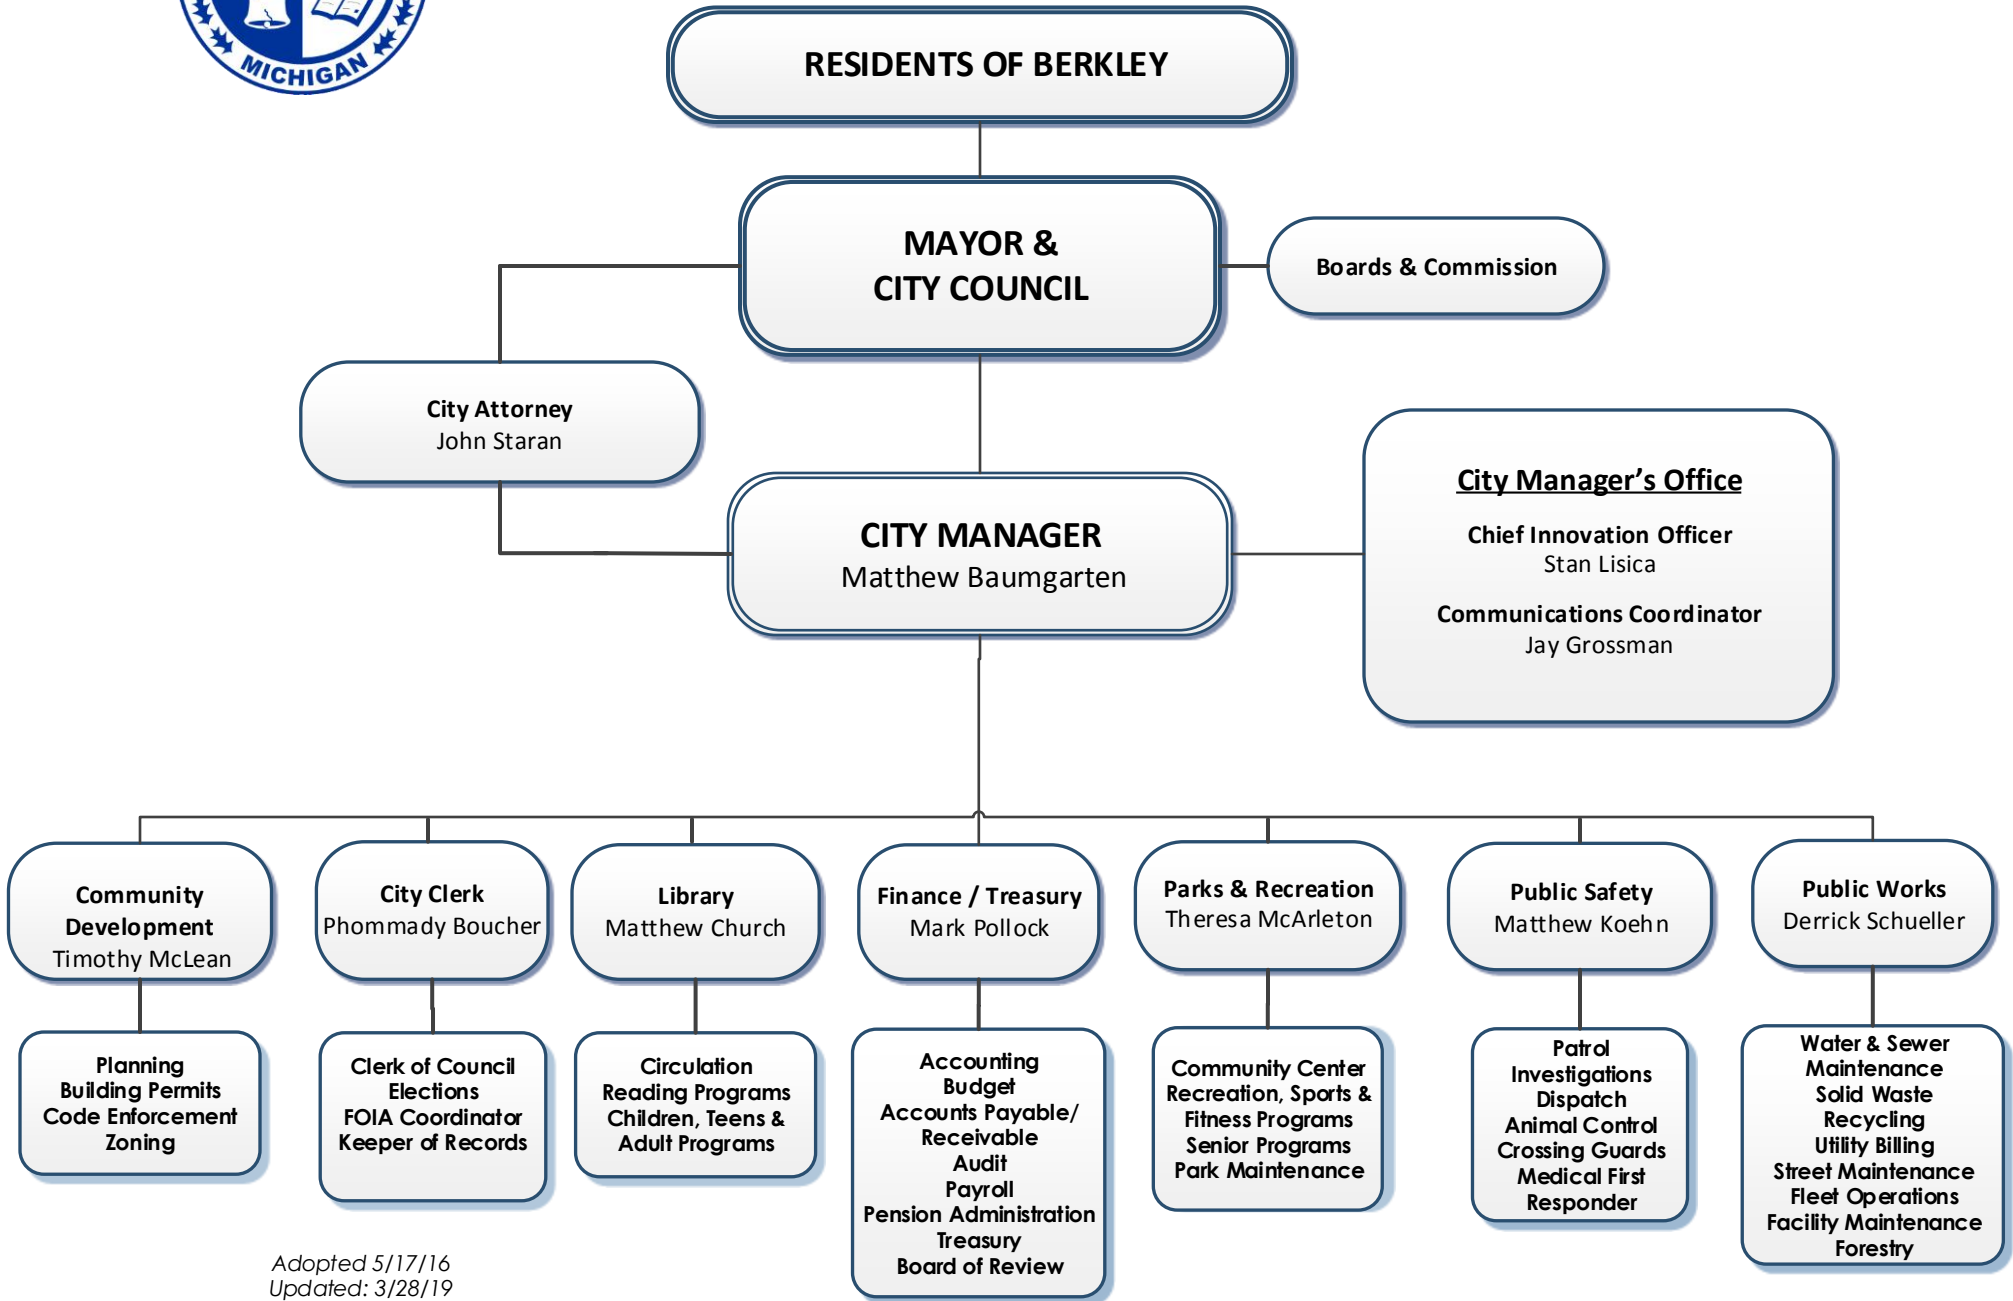 MICHIGAN
RESIDENTS OF BERKLEY
MAYOR &
CITY COUNCIL
Boards & Commission
City Attorney
John Staran
City Manager's Office
Chief Innovation Officer
Stan Lisica
Communications Coordinator
Jay Grossman
CITY MANAGER
Matthew Baumgarten
Community
Development
Timothy McLean
City Clerk
Phommady Boucher
Library
Matthew Church
Finance / Treasury
Mark Pollock
Parks & Recreation
Theresa McArleton
Public Safety
Matthew Koehn
Public Works
Derrick Schueller
Planning
Building Permits
Code Enforcement
Zoning
Clerk of Council
Elections
FOIA Coordinator
Keeper of Records
Circulation
Reading Programs
Children, Teens &
Adult Programs
Accounting
Budget
Accounts Payable/
Receivable
Audit
Payroll
Pension Administration
Treasury
Board of Review
Community Center
Recreation, Sports &
Fitness Programs
Senior Programs
Park Maintenance
Patrol
Investigations
Dispatch
Animal Control
Crossing Guards
Medical First
Responder
Water & Sewer
Maintenance
Solid Waste
Recycling
Utility Billing
Street Maintenance
Fleet Operations
Facility Maintenance
Forestry
Adopted 5/17/16
Updated: 3/28/19